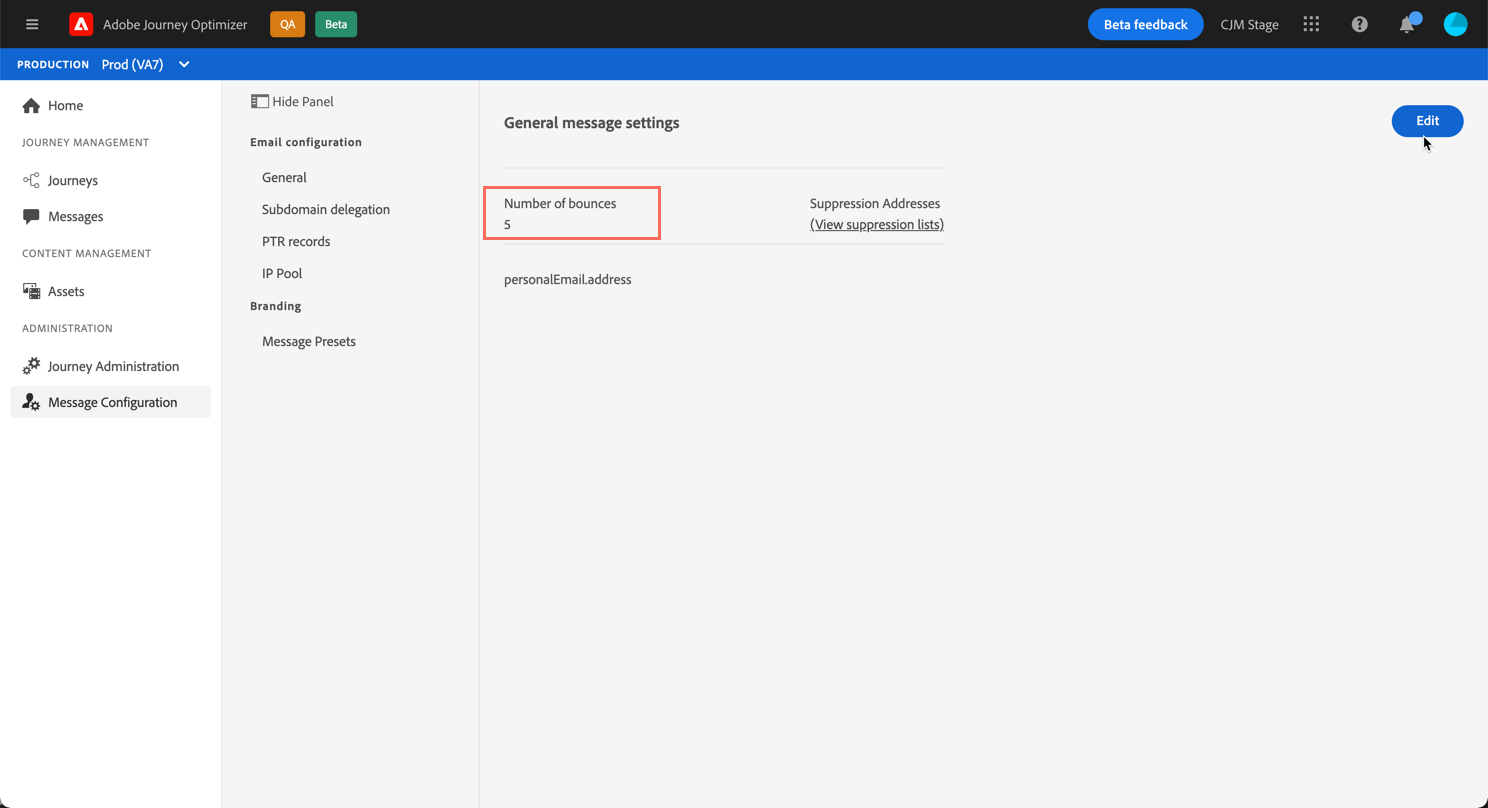 Adobe Journey Optimizer QA Beta Beta feedback CJM Stage
PRODUCTION Prod (VA7)
Home
JOURNEY MANAGEMENT
Journeys
Messages
CONTENT MANAGEMENT
Assets
ADMINISTRATION
Journey Administration
Message Configuration
Hide Panel
Email configuration
General
Subdomain delegation
PTR records
IP Pool
Branding
Message Presets
General message settings
Edit
Number of bounces
5
Suppression Addresses
(View suppression lists)
personalEmail.address